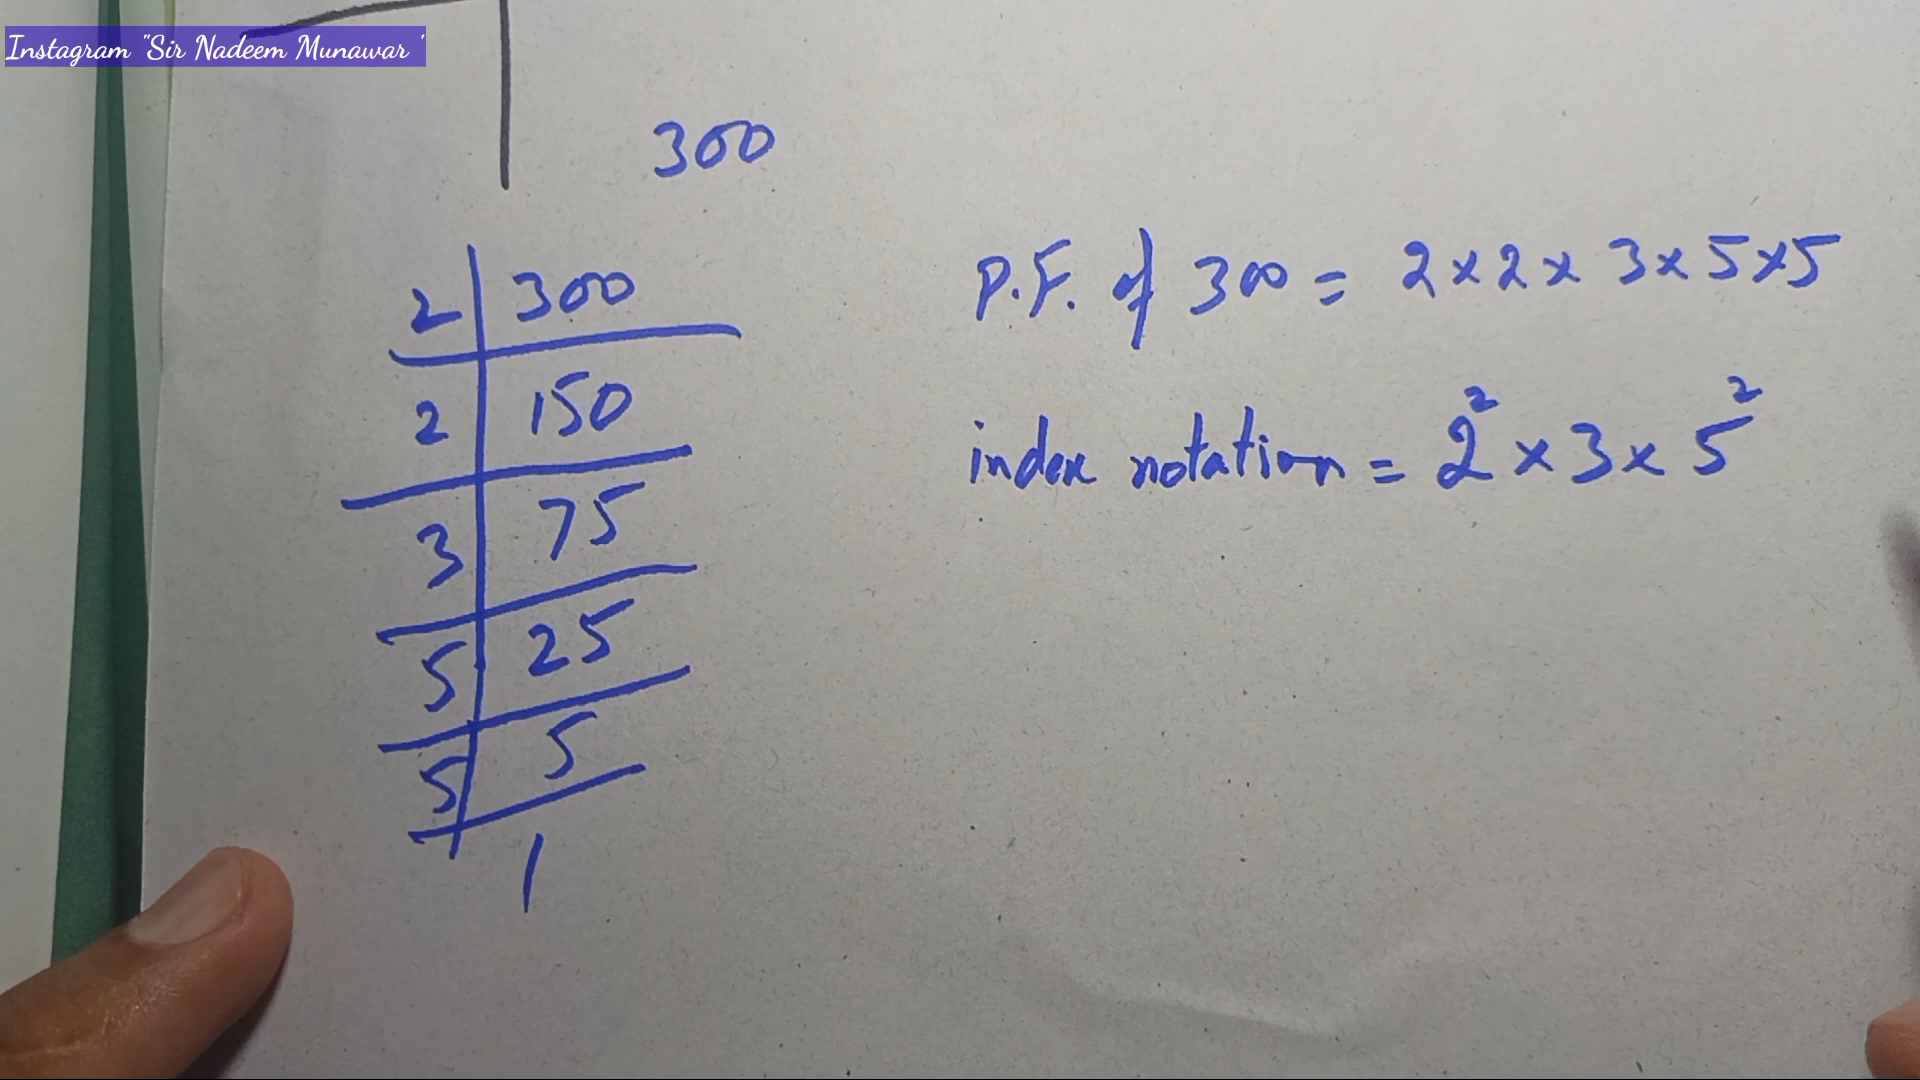 Instagram "Sir Nadeem Munawar"
300
2 | 300
2 | 150
3 | 75
5 | 25
5 | 5
1
P.F. of 300 = 2 × 2 × 3 × 5 × 5
index notation = 2² × 3 × 5²